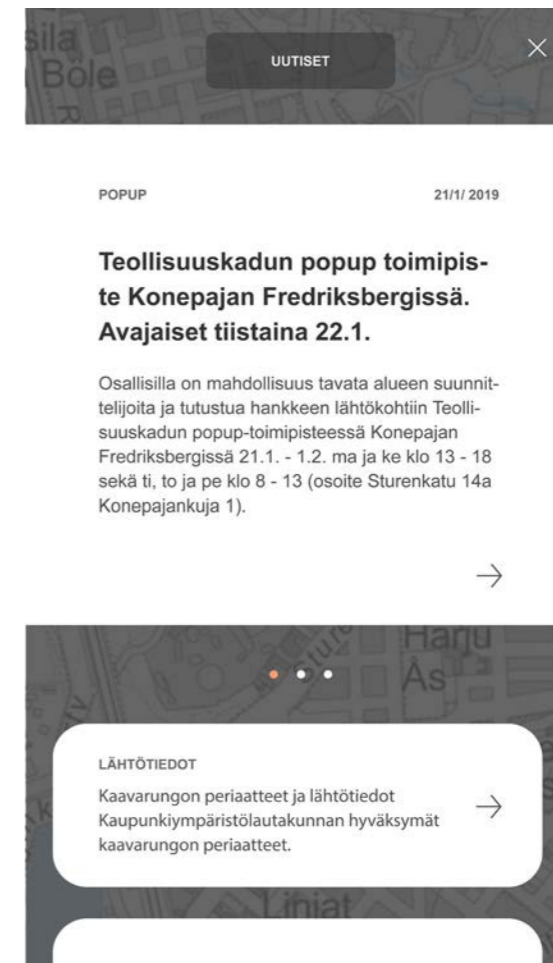 sila
Böle
UUTISET
POPUP 21/1/ 2019
Teollisuuskadun popup toimipis-
te Konepajan Fredriksbergissä.
Avajaiset tiistaina 22.1.
Osallisilla on mahdollisuus tavata alueen suunnit-
telijoita ja tutustua hankkeen lähtökohtiin Teolli-
suuskadun popup-toimipisteessä Konepajan
Fredriksbergissä 21.1. - 1.2. ma ja ke klo 13 - 18
sekä ti, to ja pe klo 8 - 13 (osoite Sturenkatu 14a
Konepajankuja 1).
Harju
Ås
LÄHTÖTIEDOT
Kaavarungon periaatteet ja lähtötiedot
Kaupunkiympäristölautakunnan hyväksymät
kaavarungon periaatteet.
Linjat